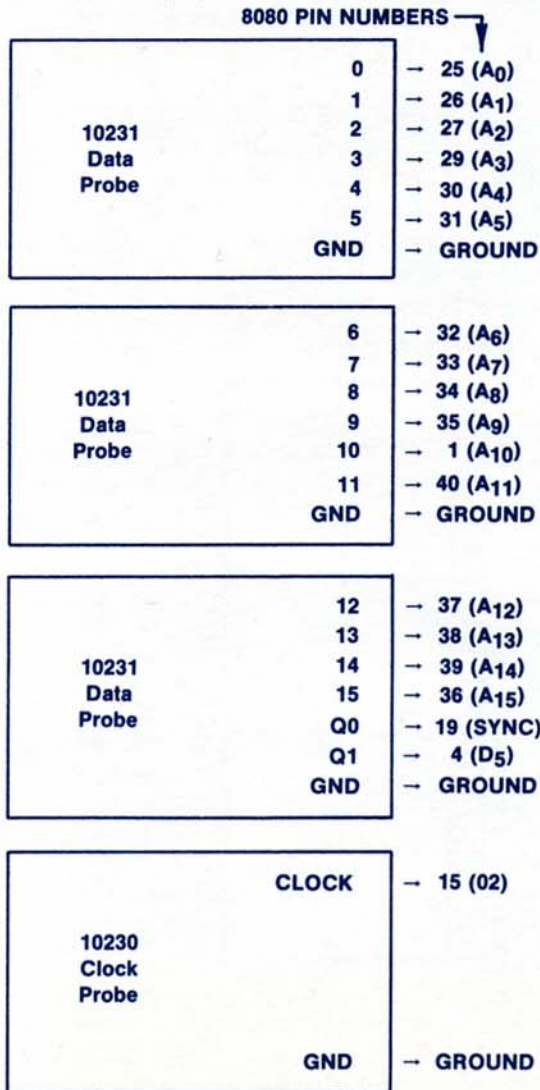 8080 PIN NUMBERS
0 → 25 (A0)
1 → 26 (A1)
10231 2 → 27 (A2)
Data 3 → 29 (A3)
Probe 4 → 30 (A4)
5 → 31 (A5)
GND → GROUND
6 → 32 (A6)
7 → 33 (A7)
10231 8 → 34 (A8)
Data 9 → 35 (A9)
Probe 10 → 1 (A10)
11 → 40 (A11)
GND → GROUND
12 → 37 (A12)
13 → 38 (A13)
10231 14 → 39 (A14)
Data 15 → 36 (A15)
Probe Q0 → 19 (SYNC)
Q1 → 4 (D5)
GND → GROUND
CLOCK → 15 (02)
10230
Clock
Probe
GND → GROUND